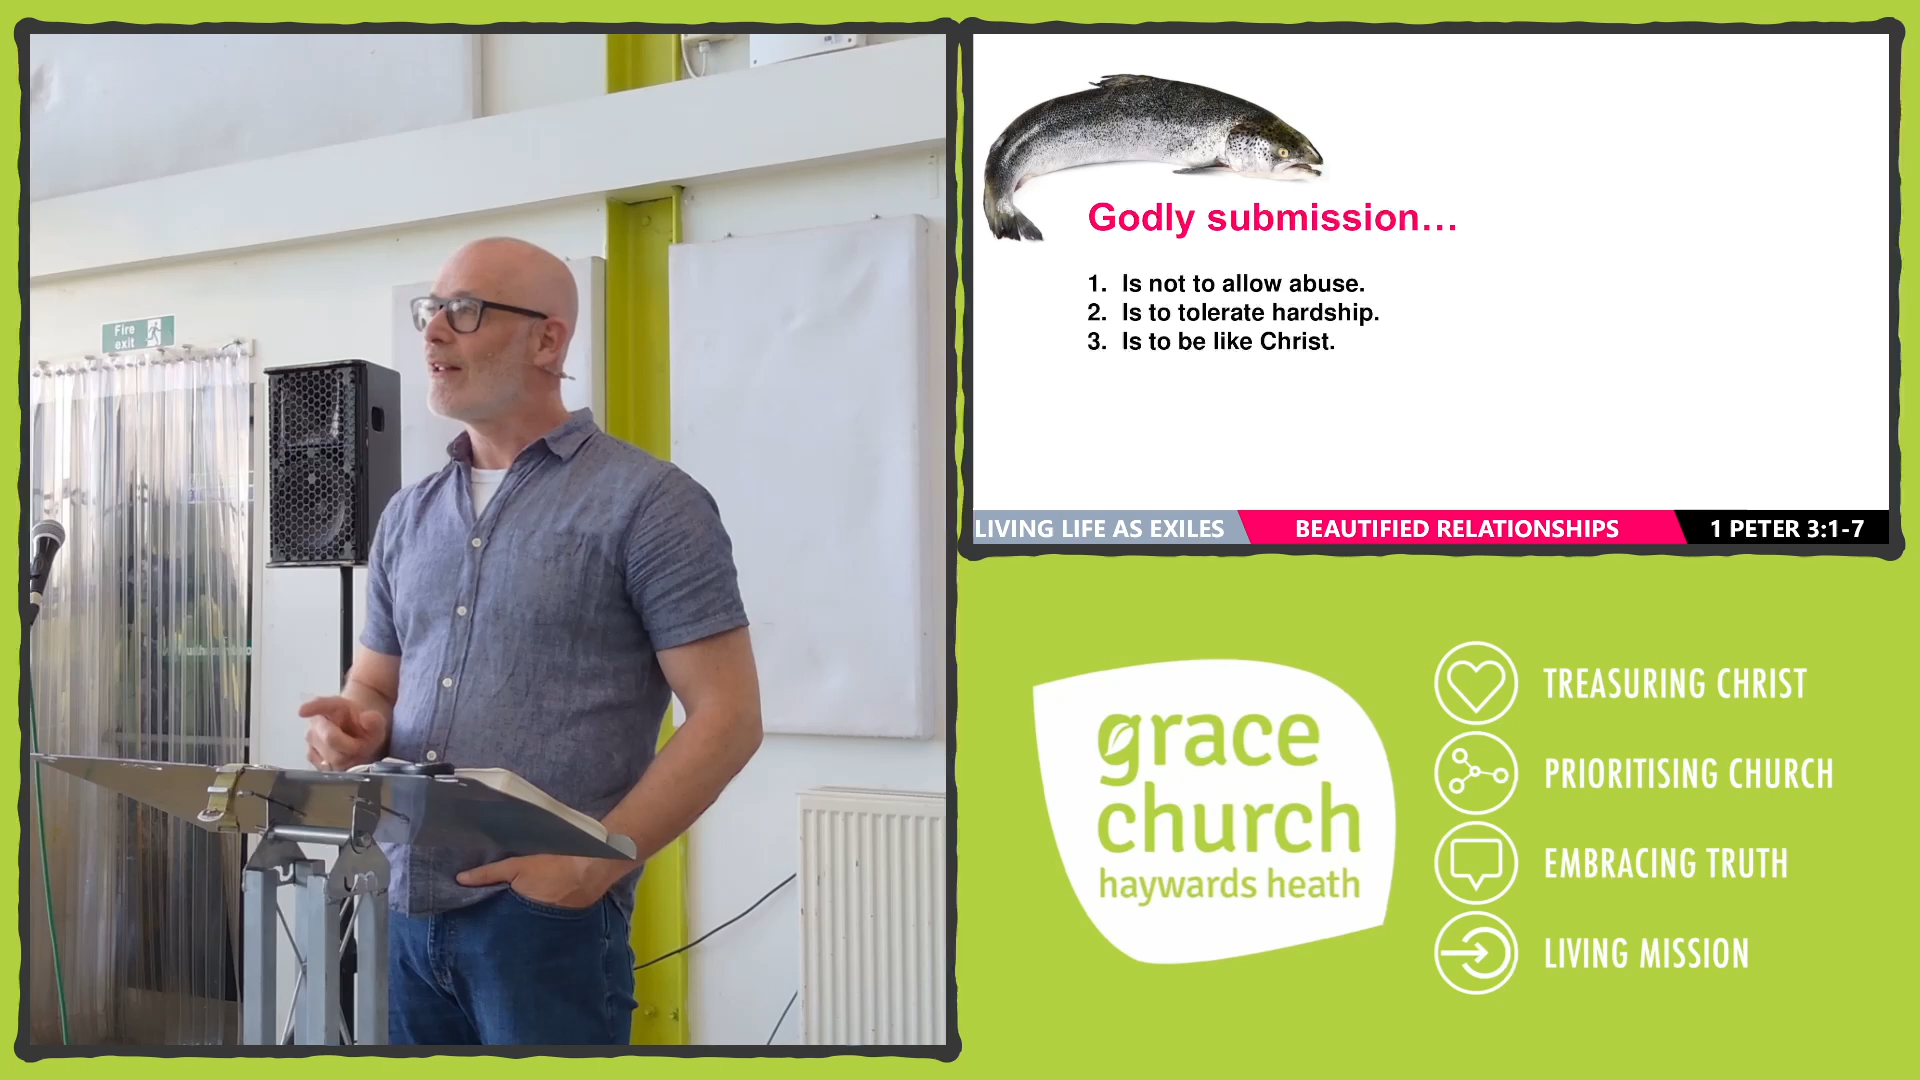 Fire
exit
Godly submission…
1. Is not to allow abuse.
2. Is to tolerate hardship.
3. Is to be like Christ.
LIVING LIFE AS EXILES
BEAUTIFIED RELATIONSHIPS
1 PETER 3:1-7
grace
church
haywards heath
TREASURING CHRIST
PRIORITISING CHURCH
EMBRACING TRUTH
LIVING MISSION